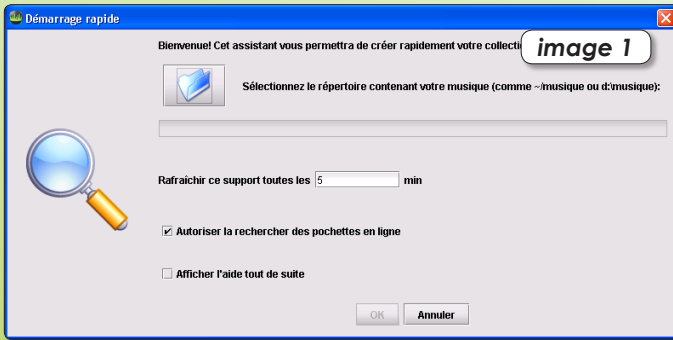 Démarrage rapide
Bienvenue! Cet assistant vous permettra de créer rapidement votre
image 1
Sélectionnez le répertoire contenant votre musique (comme ~/musique ou d:\musique):
Rafraîchir ce support toutes les 5 min
Autoriser la rechercher des pochettes en ligne
Afficher l'aide tout de suite
OK Annuler